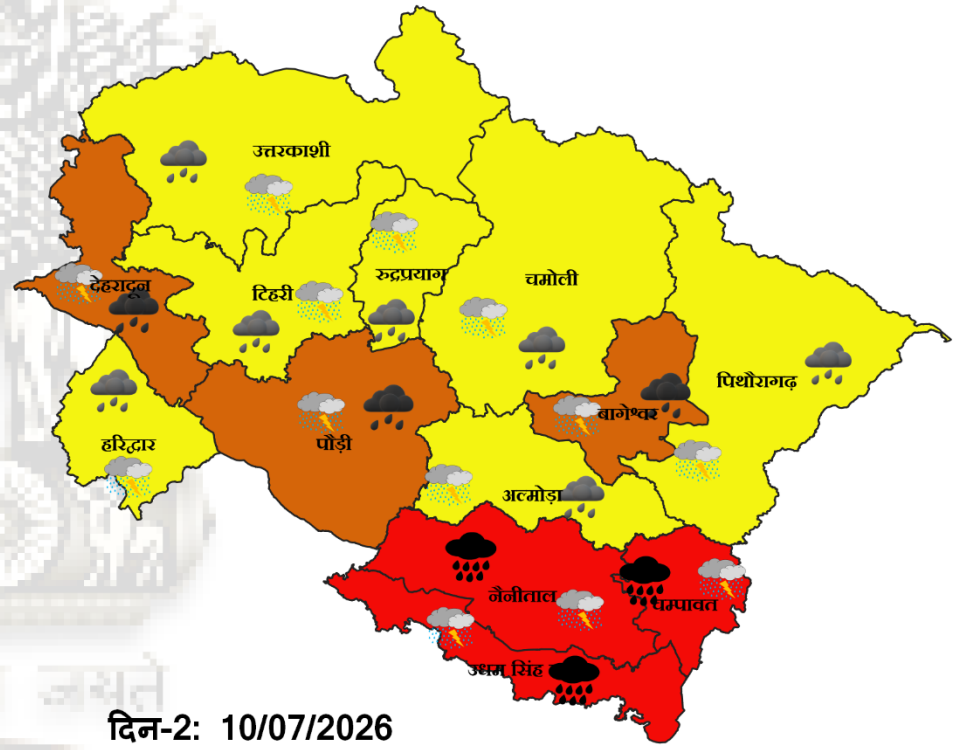 उत्तरकाशी
रुद्रप्रयाग
चमोली
देहरादून
टिहरी
पिथौरागढ़
बागेश्वर
हरिद्वार
पौड़ी
अल्मोड़ा
नैनीताल
चम्पावत
उधम सिंह
दिन-2: 10/07/2026